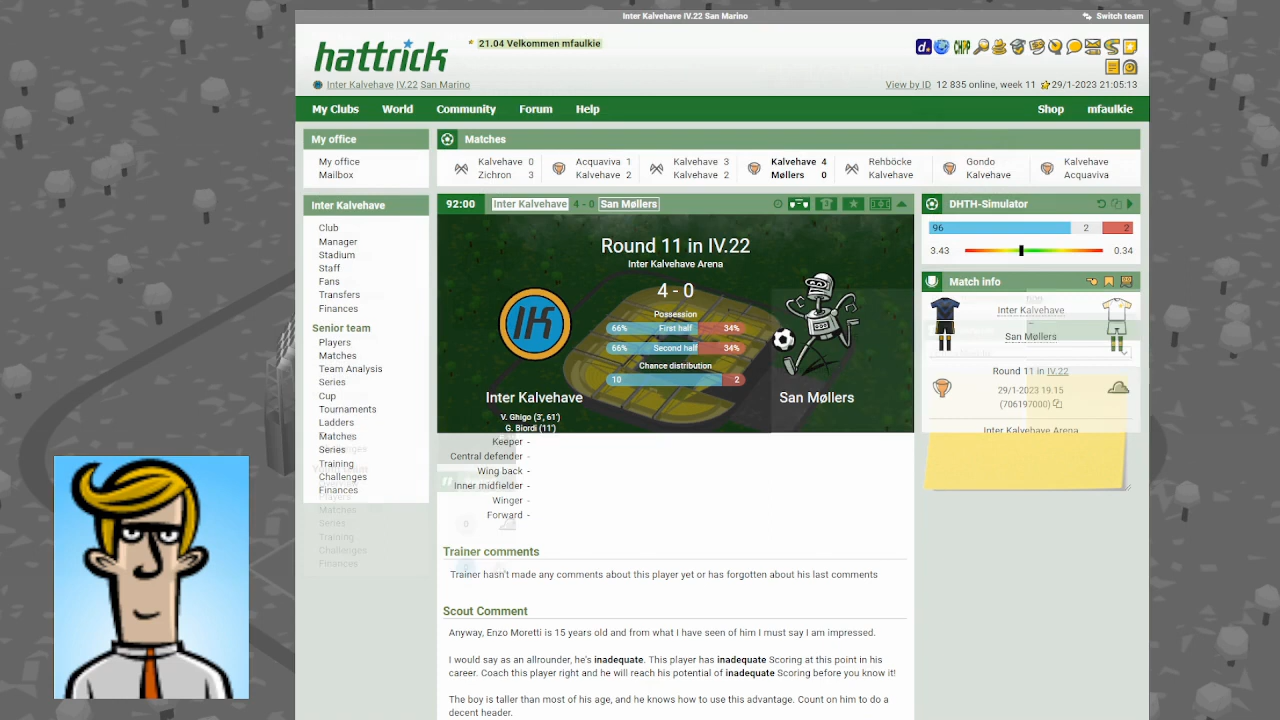 Inter Kalvehave IV.22 San Marino
Switch team
hattrick
21.04 Velkommen mfaulkie
CHPP
Inter Kalvehave IV.22 San Marino
View by ID 12 835 online, week 11 29/1-2023 21:05:13
My Clubs World Community Forum Help Shop mfaulkie
My office
My office
Mailbox
Matches
Kalvehave 0
Zichron 3
Acquaviva 1
Kalvehave 2
Kalvehave 3
Kalvehave 2
Kalvehave 4
Møllers 0
Rehböcke
Kalvehave
Gondo
Kalvehave
Kalvehave
Acquaviva
Inter Kalvehave
Club
Manager
Stadium
Staff
Fans
Transfers
Finances
Senior team
Players
Matches
Team Analysis
Series
Cup
Tournaments
Ladders
Matches
Series
Training
Challenges
Finances
Matches
Series
Training
Challenges
Finances
92:00 Inter Kalvehave 4 - 0 San Møllers
Round 11 in IV.22
Inter Kalvehave Arena
4 - 0
Possession
66% First half 34%
66% Second half 34%
Chance distribution
10 2
Inter Kalvehave San Møllers
V. Ghigo (3', 61')
G. Biordi (11')
Keeper -
Central defender -
Wing back -
Inner midfielder -
Winger -
Forward -
0
Trainer comments
Trainer hasn't made any comments about this player yet or has forgotten about his last comments
Scout Comment
Anyway, Enzo Moretti is 15 years old and from what I have seen of him I must say I am impressed.
I would say as an allrounder, he's inadequate. This player has inadequate Scoring at this point in his
career. Coach this player right and he will reach his potential of inadequate Scoring before you know it!
The boy is taller than most of his age, and he knows how to use this advantage. Count on him to do a
decent header.
DHTH-Simulator
96 2 2
3.43 0.34
Match info
Inter Kalvehave
–
San Møllers
Round 11 in IV.22
29/1-2023 19.15
(706197000)
Inter Kalvehave Arena